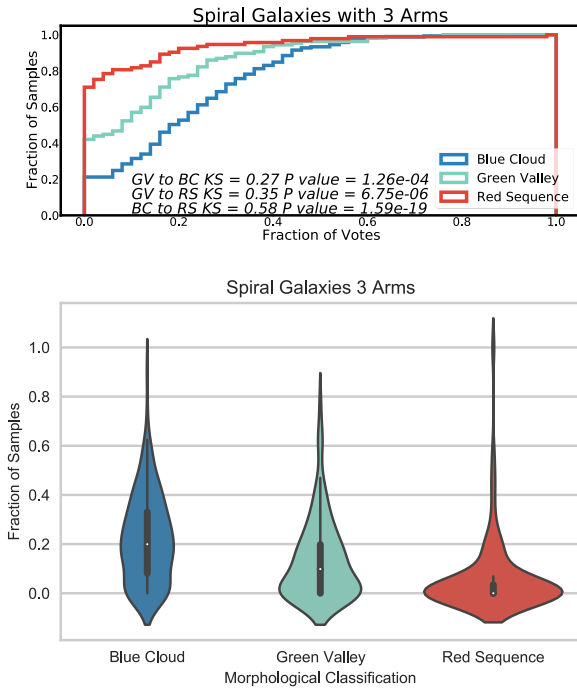 Spiral Galaxies with 3 Arms
Fraction of Samples
1.0
0.8
0.6
0.4
0.2
0.0
Blue Cloud
Green Valley
Red Sequence
GV to BC KS = 0.27 P value = 1.26e-04
GV to RS KS = 0.35 P value = 6.75e-06
BC to RS KS = 0.58 P value = 1.59e-19
0.0 0.2 0.4 0.6 0.8 1.0
Fraction of Votes
Spiral Galaxies 3 Arms
Fraction of Samples
1.0
0.8
0.6
0.4
0.2
0.0
Blue Cloud Green Valley Red Sequence
Morphological Classification